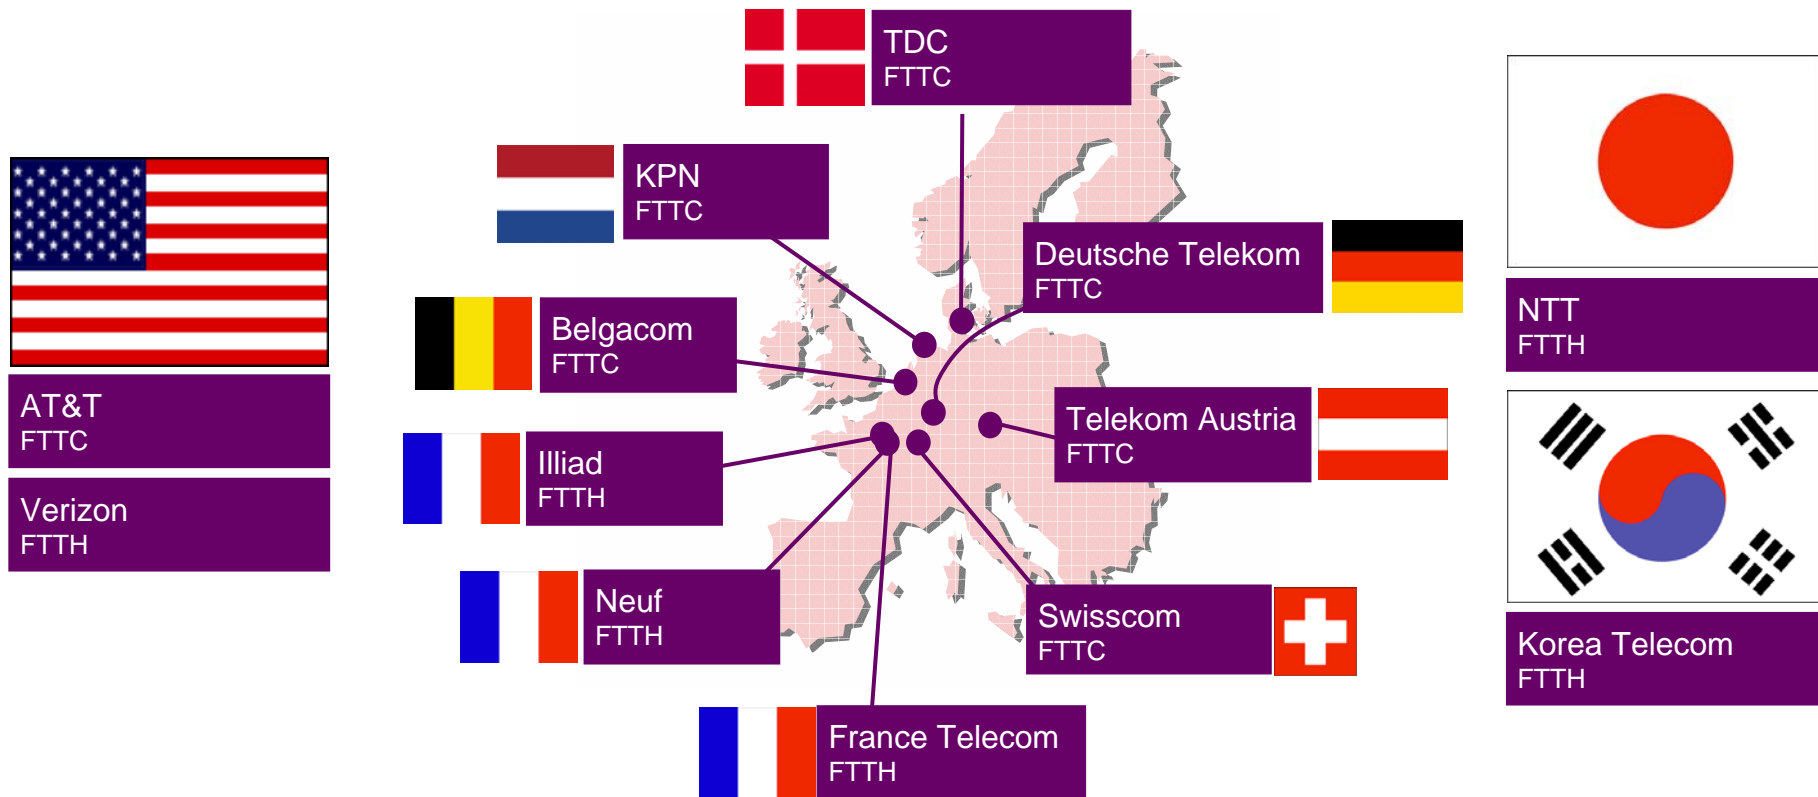 TDC
FTTC
KPN
FTTC
Deutsche Telekom
FTTC
NTT
FTTH
Belgacom
FTTC
AT&T
FTTC
Telekom Austria
FTTC
Illiad
FTTH
Verizon
FTTH
Neuf
FTTH
Swisscom
FTTC
Korea Telecom
FTTH
France Telecom
FTTH